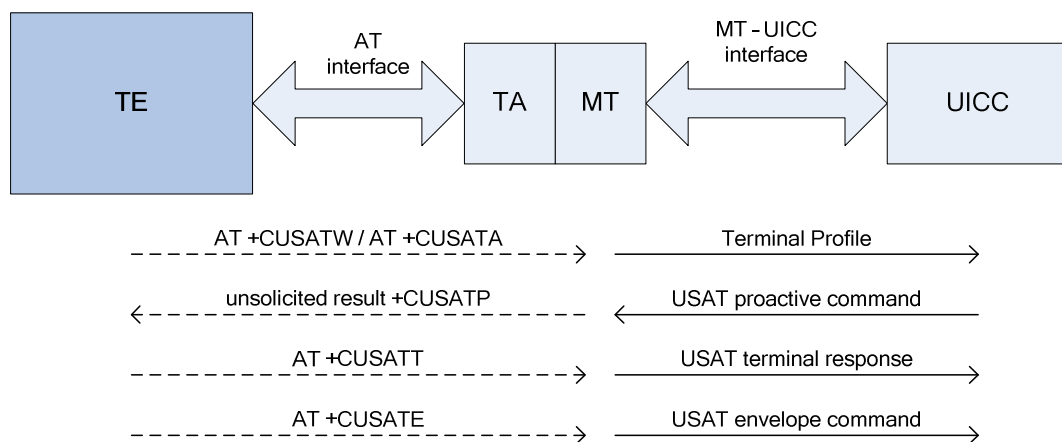 TE
AT
interface
TA
MT
MT - UICC
interface
UICC
AT +CUSATW / AT +CUSATA
Terminal Profile
unsolicited result +CUSATP
USAT proactive command
AT +CUSATT
USAT terminal response
AT +CUSATE
USAT envelope command